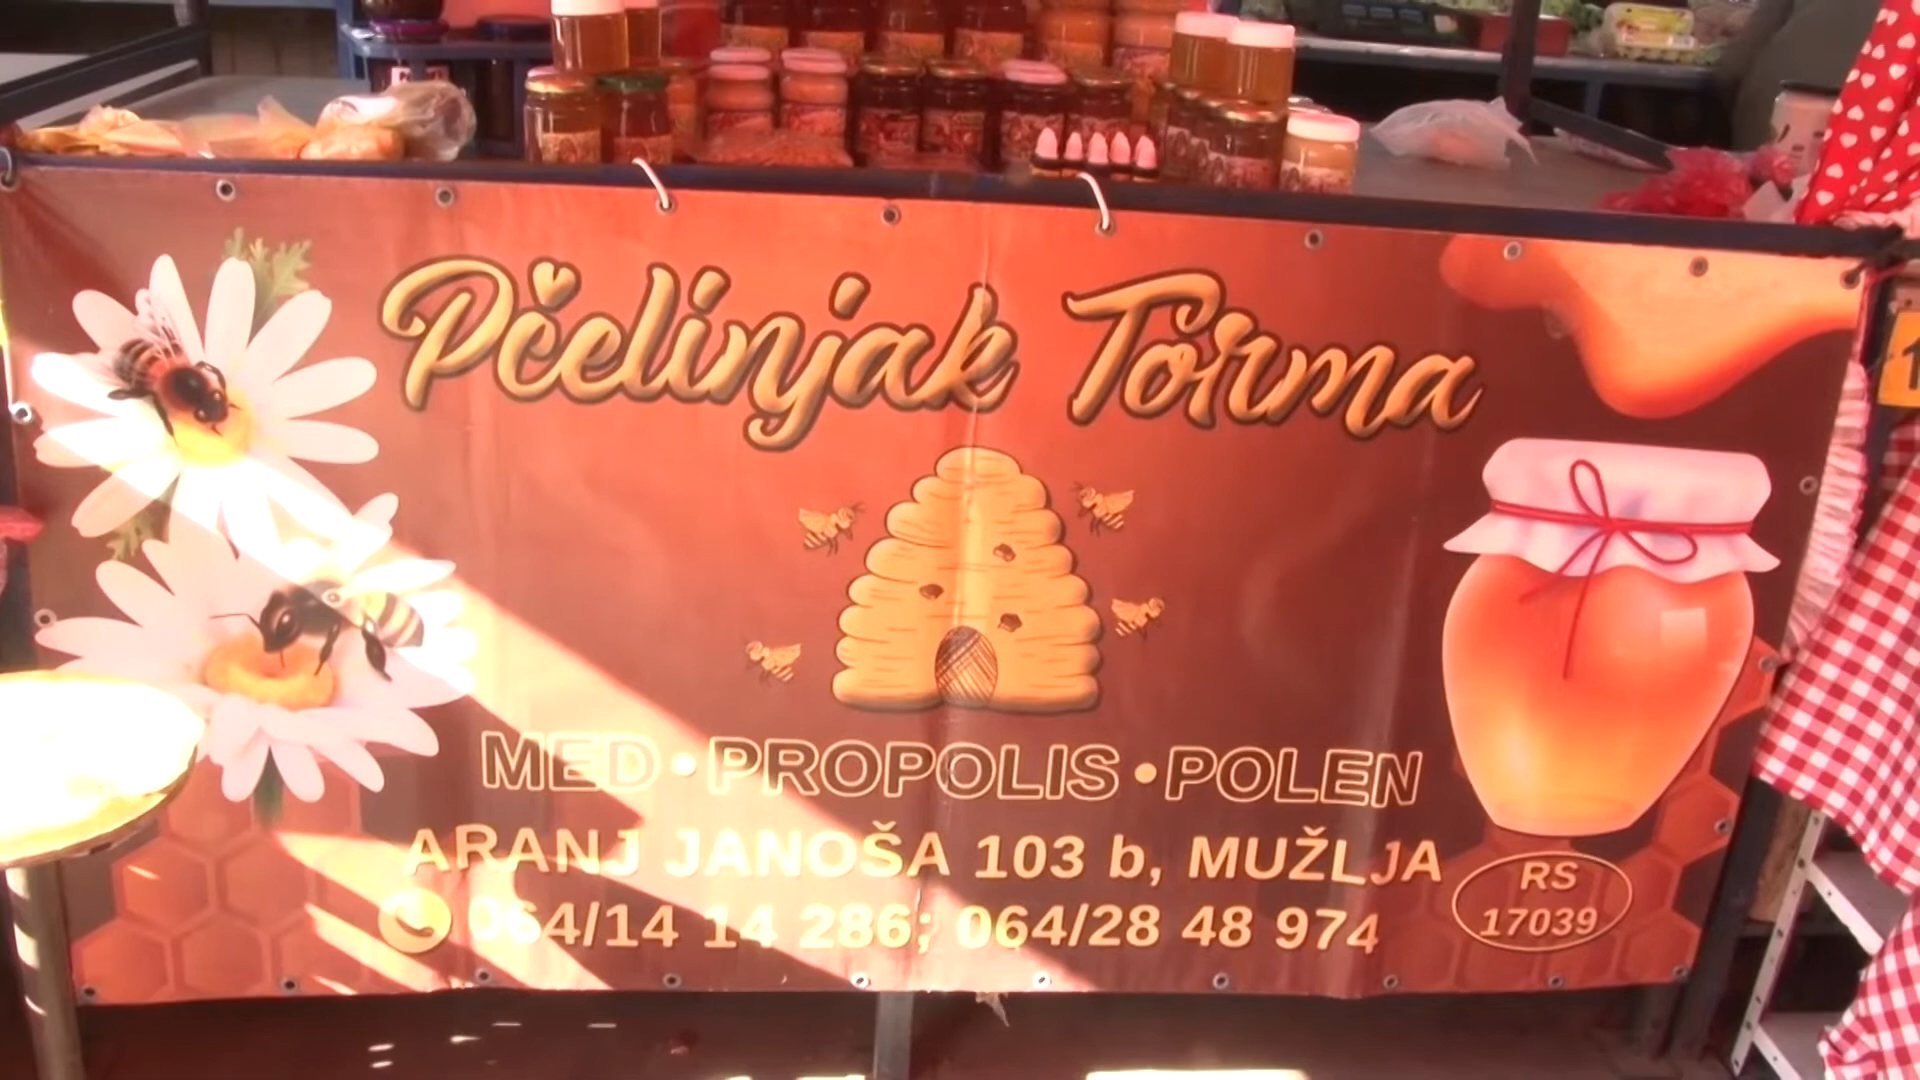 Pčelinjak Torma
MED • PROPOLIS • POLEN
ARANJ JANOŠA 103 b, MUŽLJA
064/14 14 286; 064/28 48 974
RS
17039